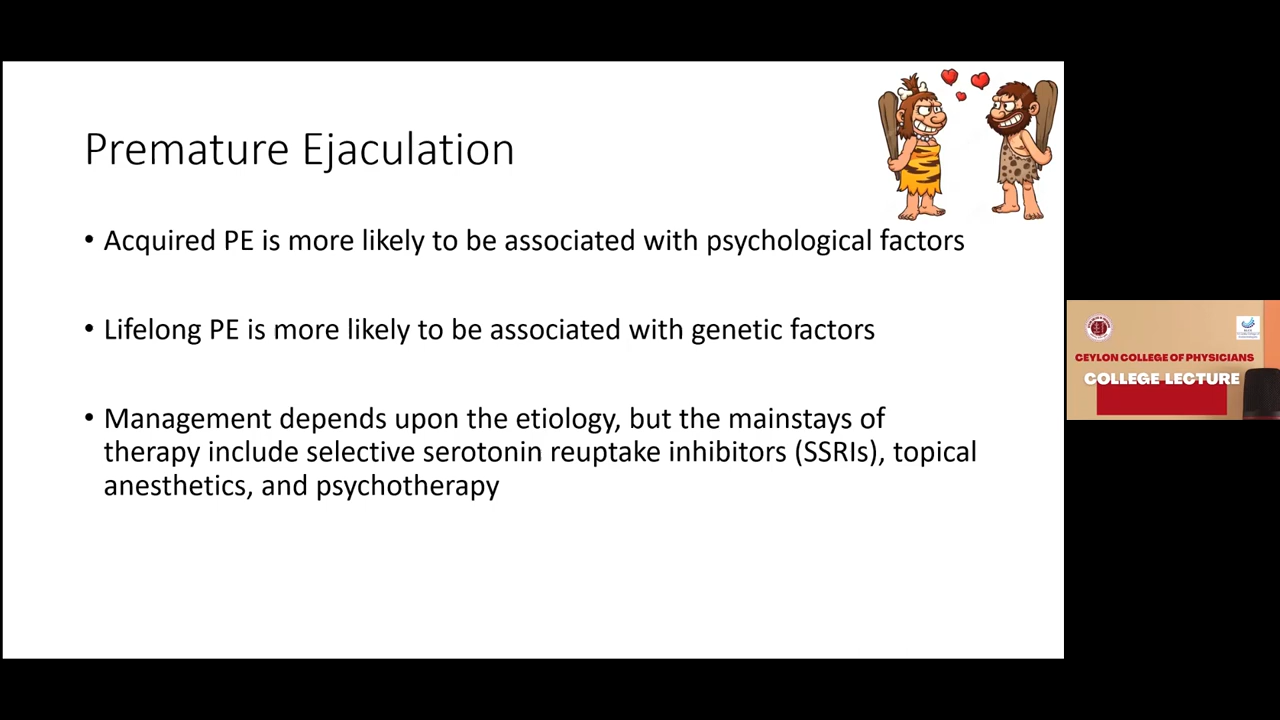 Premature Ejaculation
• Acquired PE is more likely to be associated with psychological factors
• Lifelong PE is more likely to be associated with genetic factors
• Management depends upon the etiology, but the mainstays of
therapy include selective serotonin reuptake inhibitors (SSRIs), topical
anesthetics, and psychotherapy
CEYLON COLLEGE OF PHYSICIANS
COLLEGE LECTURE